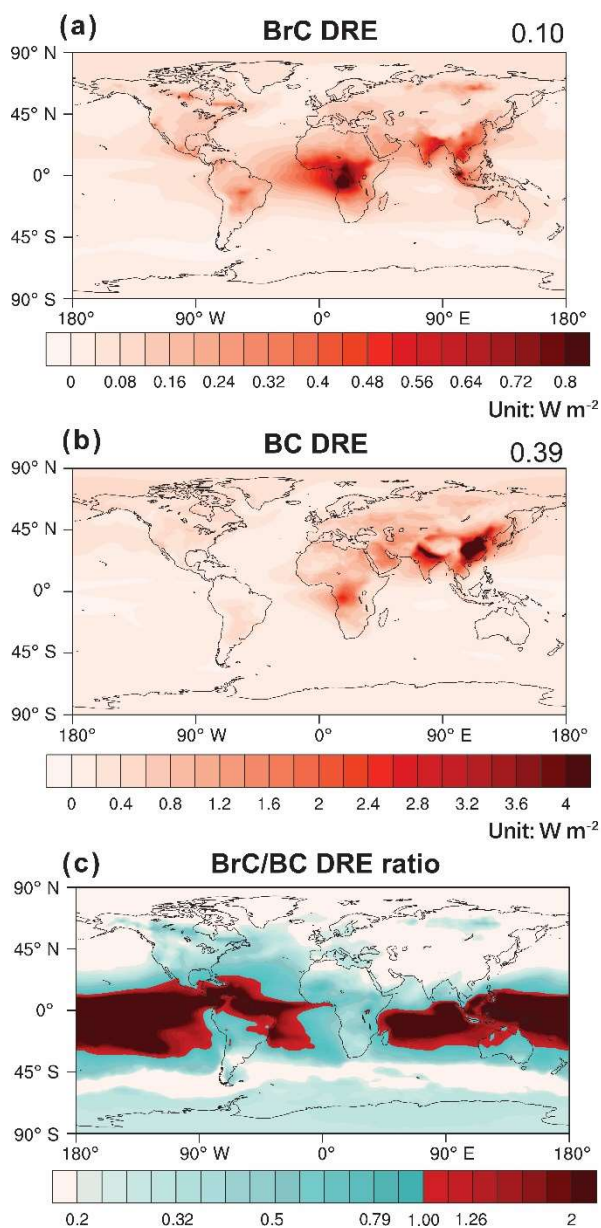 (a) BrC DRE 0.10
90° N
45° N
0°
45° S
90° S
180° 90° W 0° 90° E 180°
0 0.08 0.16 0.24 0.32 0.4 0.48 0.56 0.64 0.72 0.8
Unit: W m⁻²
(b) BC DRE 0.39
90° N
45° N
0°
45° S
90° S
180° 90° W 0° 90° E 180°
0 0.4 0.8 1.2 1.6 2 2.4 2.8 3.2 3.6 4
Unit: W m⁻²
(c) BrC/BC DRE ratio
90° N
45° N
0°
45° S
90° S
180° 90° W 0° 90° E 180°
0.2 0.32 0.5 0.79 1.00 1.26 2